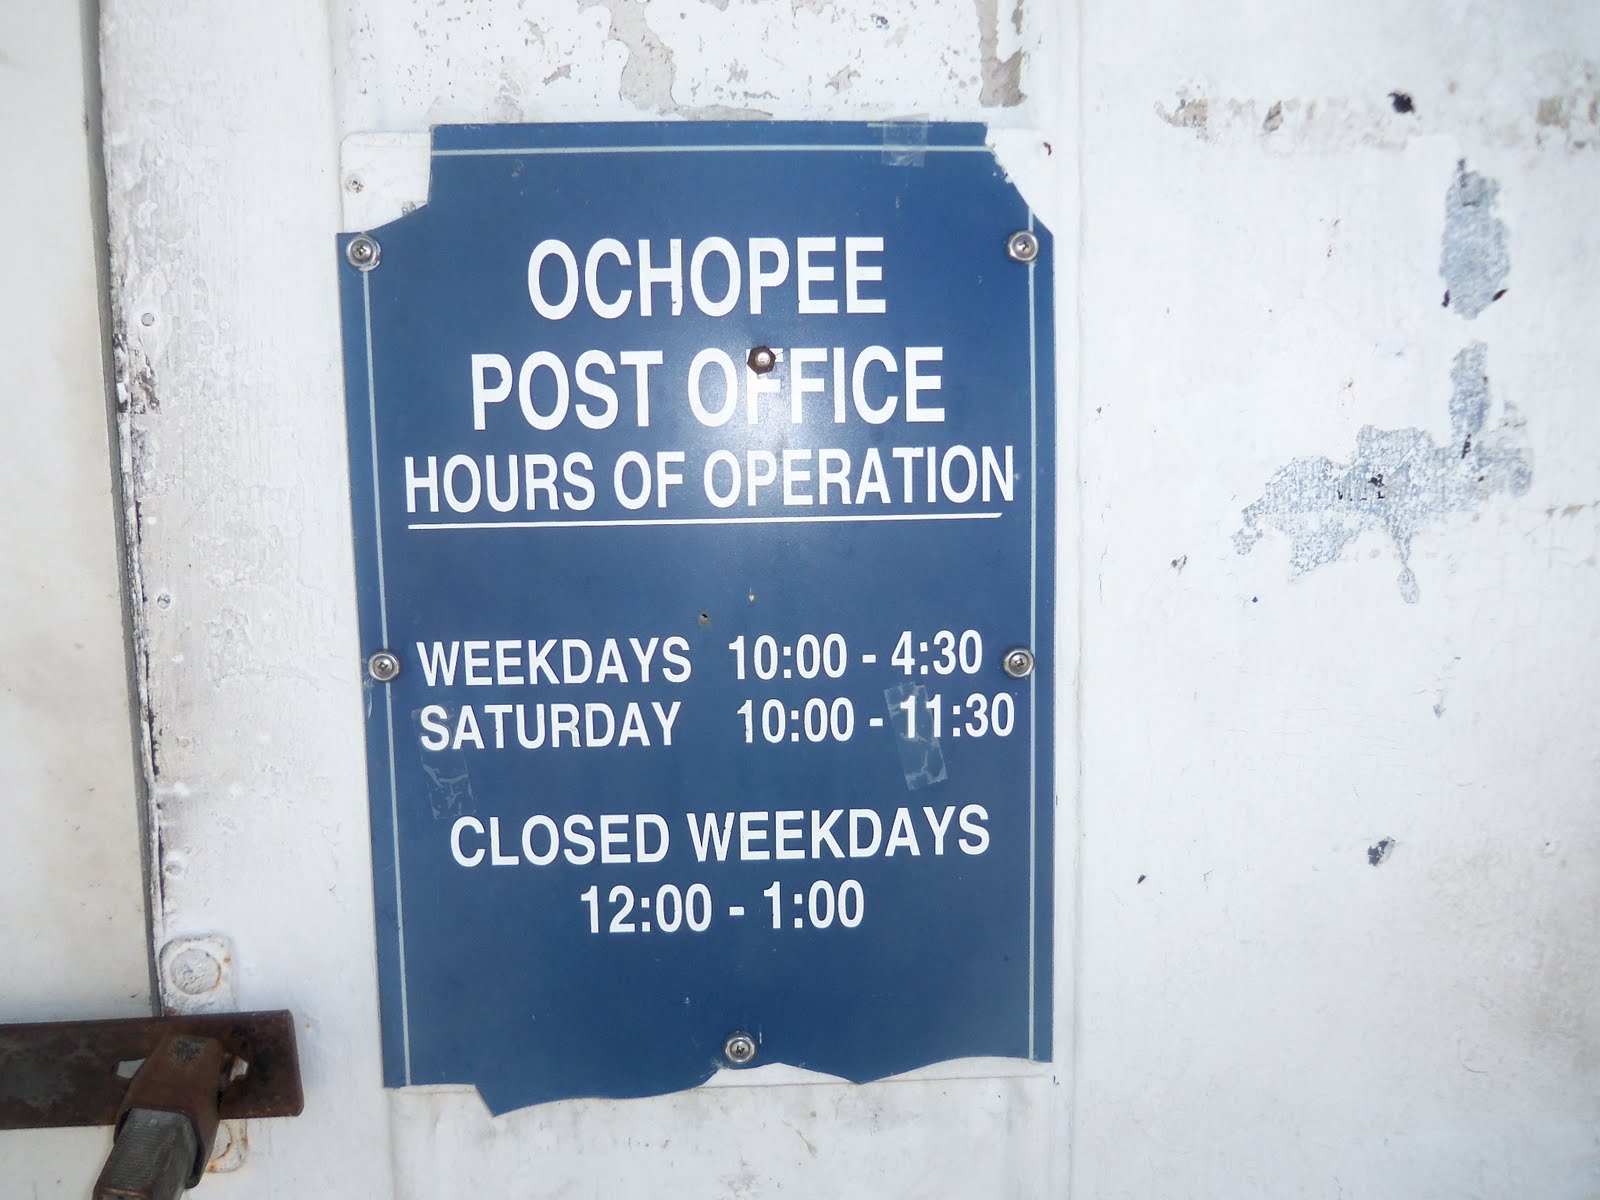 OCHOPEE
POST OFFICE
HOURS OF OPERATION
WEEKDAYS 10:00 - 4:30
SATURDAY 10:00 - 11:30
CLOSED WEEKDAYS
12:00 - 1:00